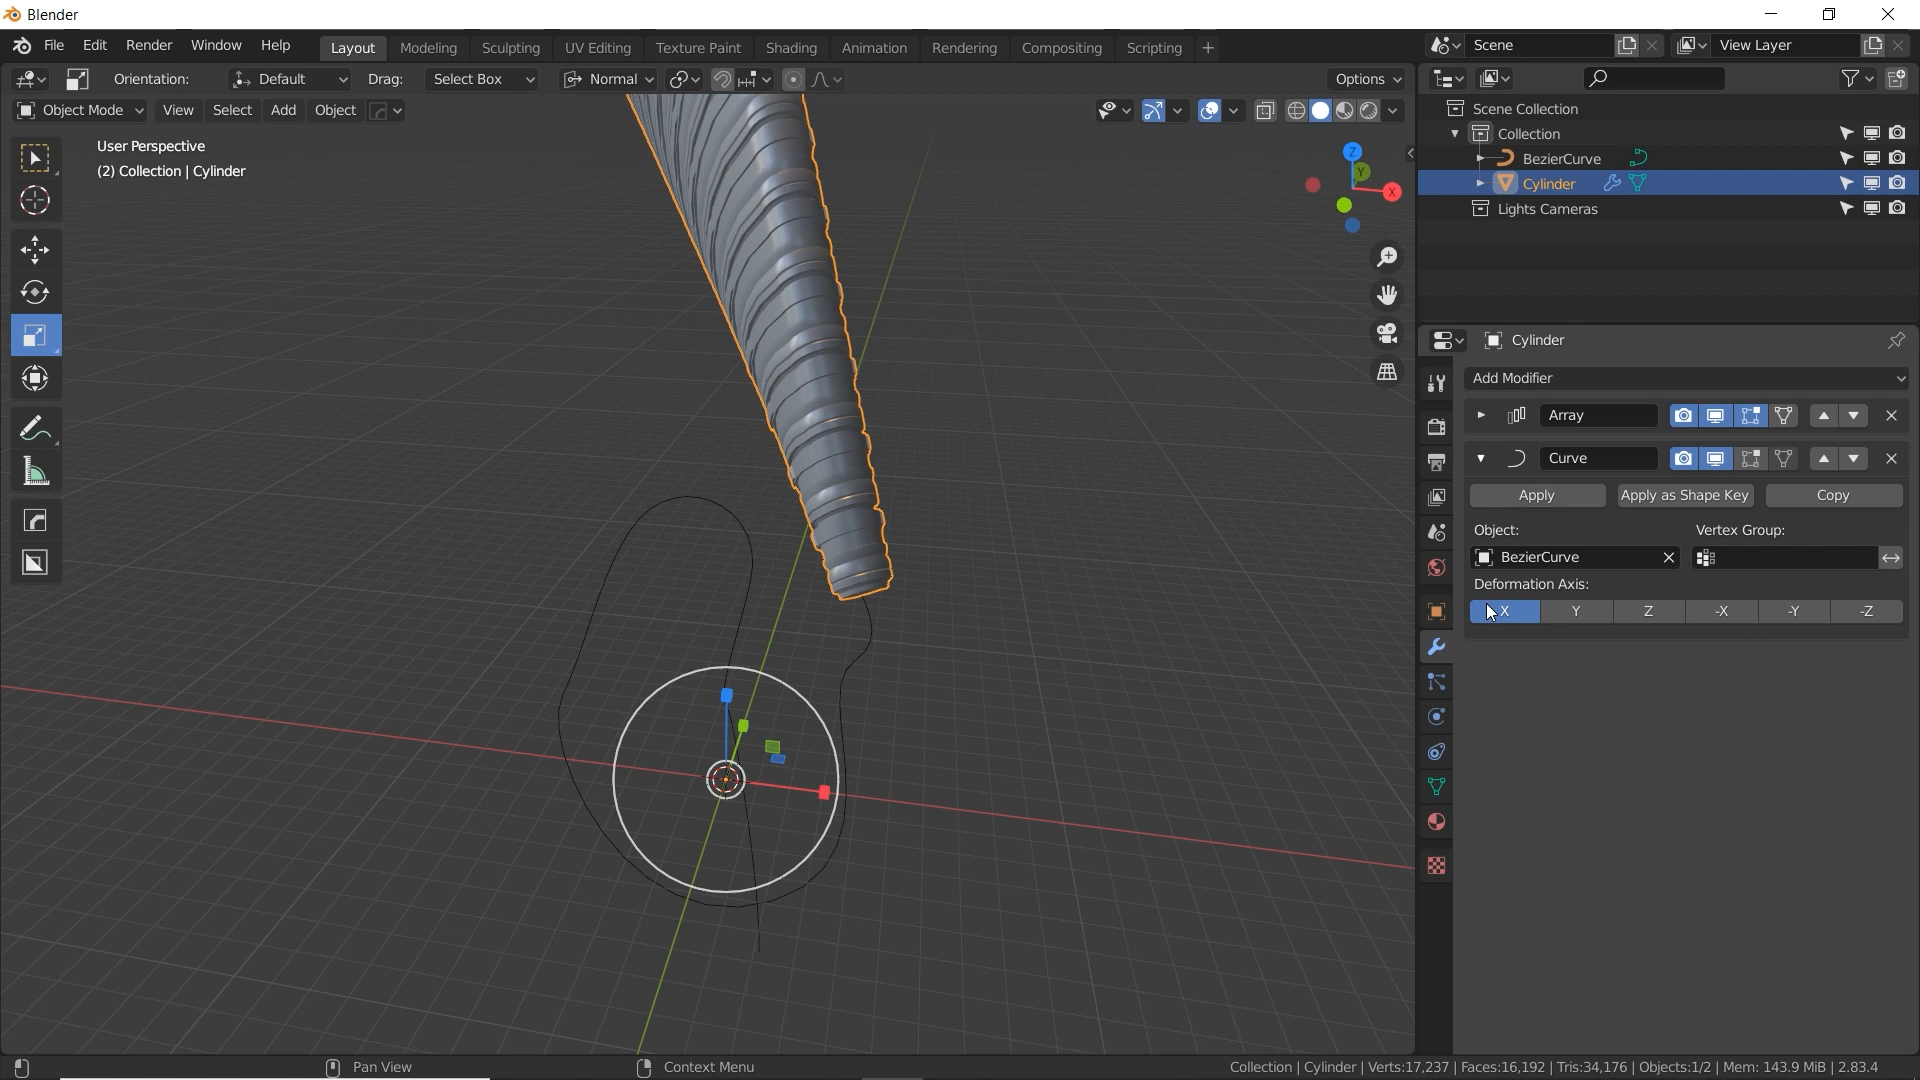 Blender
File Edit Render Window Help Layout Modeling Sculpting UV Editing Texture Paint Shading Animation Rendering Compositing Scripting + Scene View Layer
Orientation: Default Drag: Select Box Normal Options
Object Mode View Select Add Object
User Perspective
(2) Collection | Cylinder
Z
Y
X
Scene Collection
Collection
BezierCurve
Cylinder
Lights Cameras
Cylinder
Add Modifier
Array
Curve
Apply Apply as Shape Key Copy
Object: Vertex Group:
BezierCurve
Deformation Axis:
X Y Z -X -Y -Z
Pan View Context Menu Collection | Cylinder | Verts:17,237 | Faces:16,192 | Tris:34,176 | Objects:1/2 | Mem: 143.9 MiB | 2.83.4